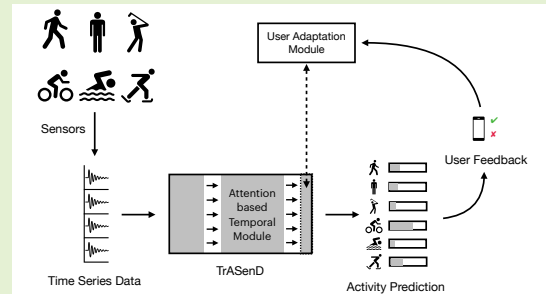 User Adaptation
Module
Sensors
User Feedback
Attention
based
Temporal
Module
TrASenD
Time Series Data
Activity Prediction